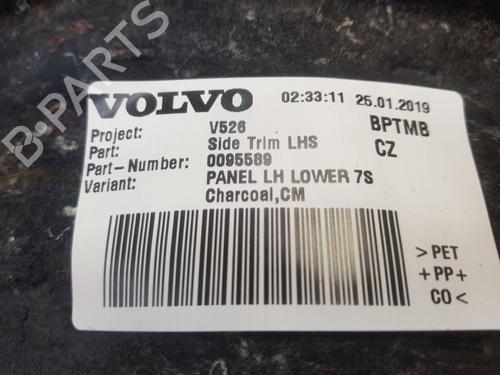 VOLVO 02:33:11 25.01.2019
Project: V526 BPTMB
Part: Side Trim LHS CZ
Part-Number: 0095589
Variant: PANEL LH LOWER 7S
Charcoal,CM
>PET
+PP+
CO<
B-PARTS